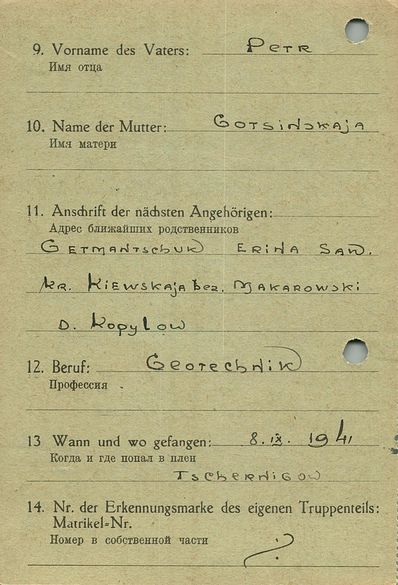 9. Vorname des Vaters: Petr
Имя отца
10. Name der Mutter: Gotsinskaja
Имя матери
11. Anschrift der nächsten Angehörigen:
Адрес ближайших родственников
Germantschuk Erina Saw.
kr. Kiewskaja bez. Makarowski
D. Kopylow
12. Beruf: Geotechnik
Профессия
13 Wann und wo gefangen: 8. IX. 1941
Когда и где попал в плен
Tschernigow
14. Nr. der Erkennungsmarke des eigenen Truppenteils:
Matrikel-Nr.
Номер в собственной части
?